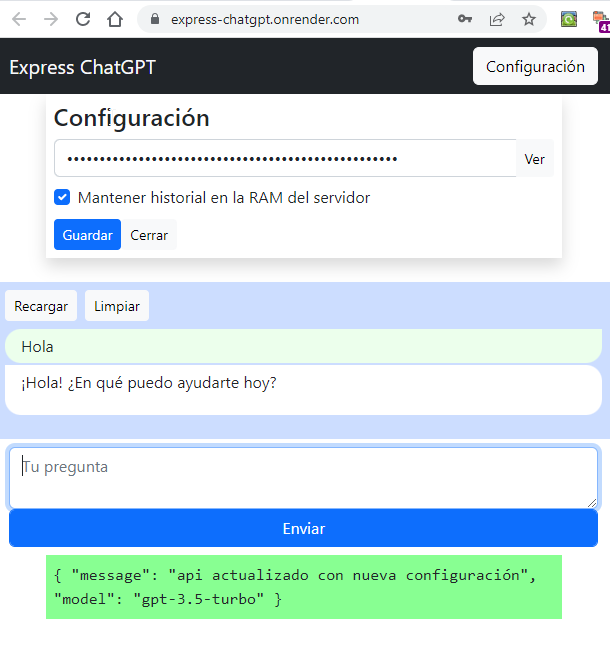 express-chatgpt.onrender.com
41
Express ChatGPT
Configuración
Configuración
•••••••••••••••••••••••••••••••••••••••••••••••••••
Ver
Mantener historial en la RAM del servidor
Guardar
Cerrar
Recargar
Limpiar
Hola
¡Hola! ¿En qué puedo ayudarte hoy?
Tu pregunta
Enviar
{ "message": "api actualizado con nueva configuración",
"model": "gpt-3.5-turbo" }